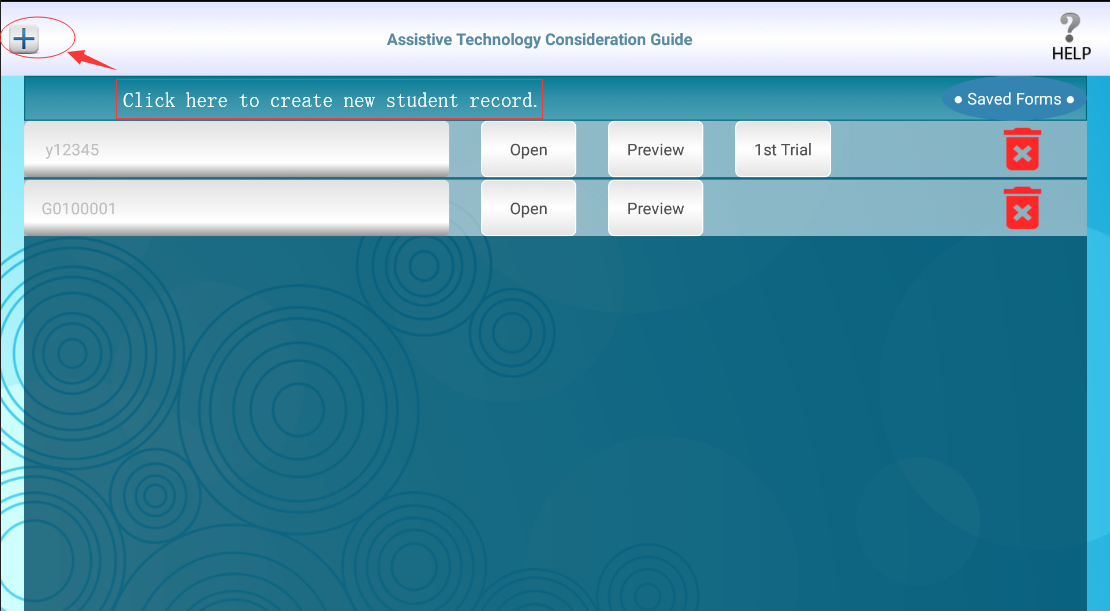 Assistive Technology Consideration Guide
HELP
Click here to create new student record.
• Saved Forms •
y12345
Open
Preview
1st Trial
G0100001
Open
Preview